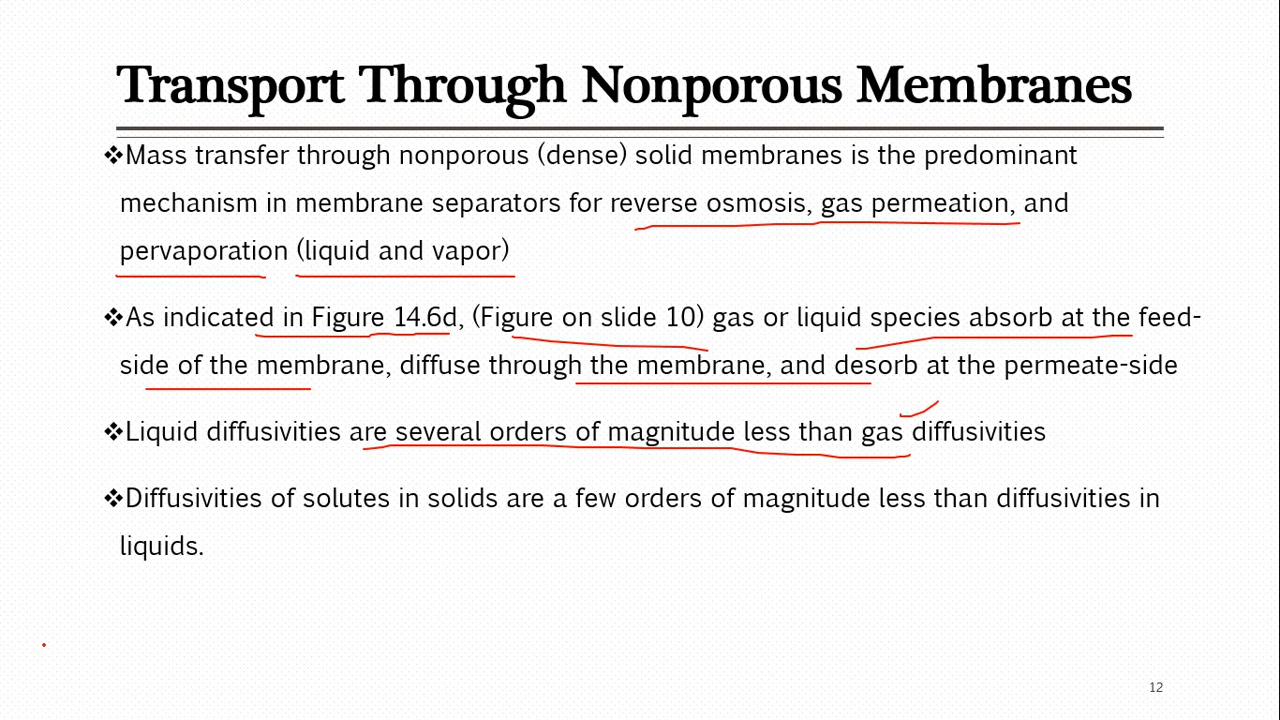 Transport Through Nonporous Membranes
❖Mass transfer through nonporous (dense) solid membranes is the predominant
mechanism in membrane separators for reverse osmosis, gas permeation, and
pervaporation (liquid and vapor)
❖As indicated in Figure 14.6d, (Figure on slide 10) gas or liquid species absorb at the feed-
side of the membrane, diffuse through the membrane, and desorb at the permeate-side
❖Liquid diffusivities are several orders of magnitude less than gas diffusivities
❖Diffusivities of solutes in solids are a few orders of magnitude less than diffusivities in
liquids.
12